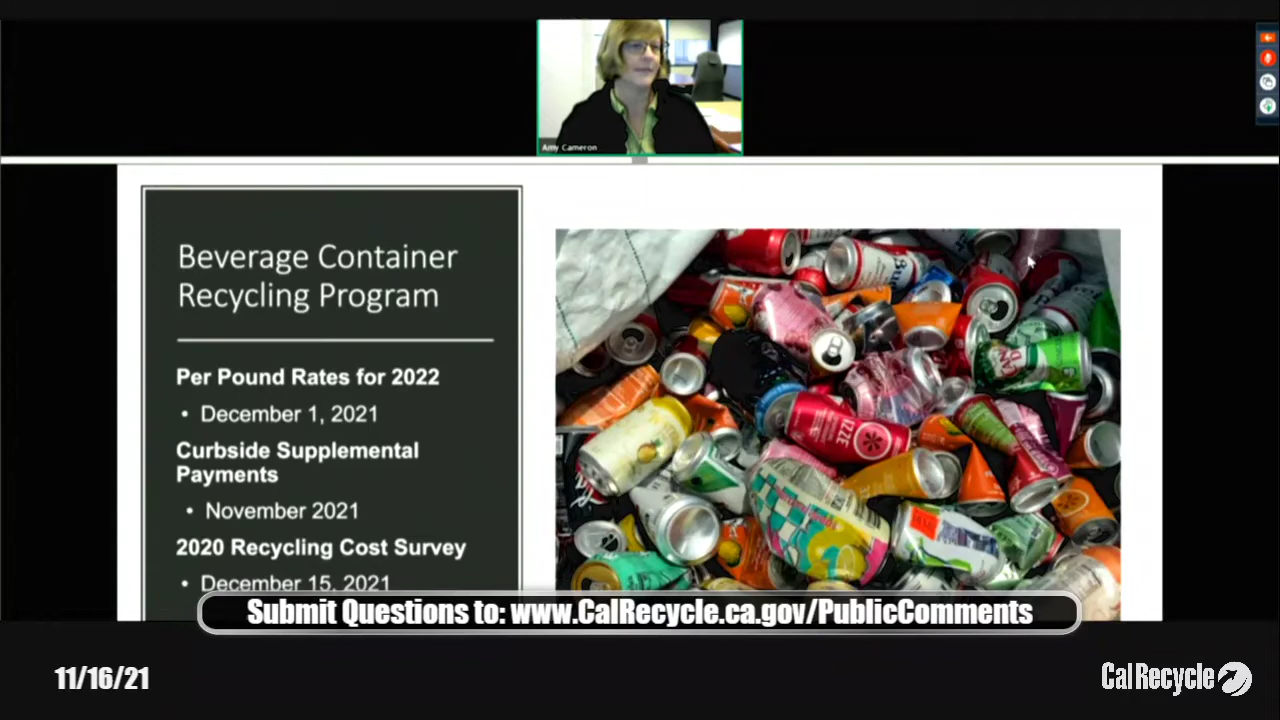 Amy Cameron
Beverage Container
Recycling Program
Per Pound Rates for 2022
• December 1, 2021
Curbside Supplemental
Payments
• November 2021
2020 Recycling Cost Survey
• December 15, 2021
IZZE
Submit Questions to: www.CalRecycle.ca.gov/PublicComments
11/16/21
CalRecycle